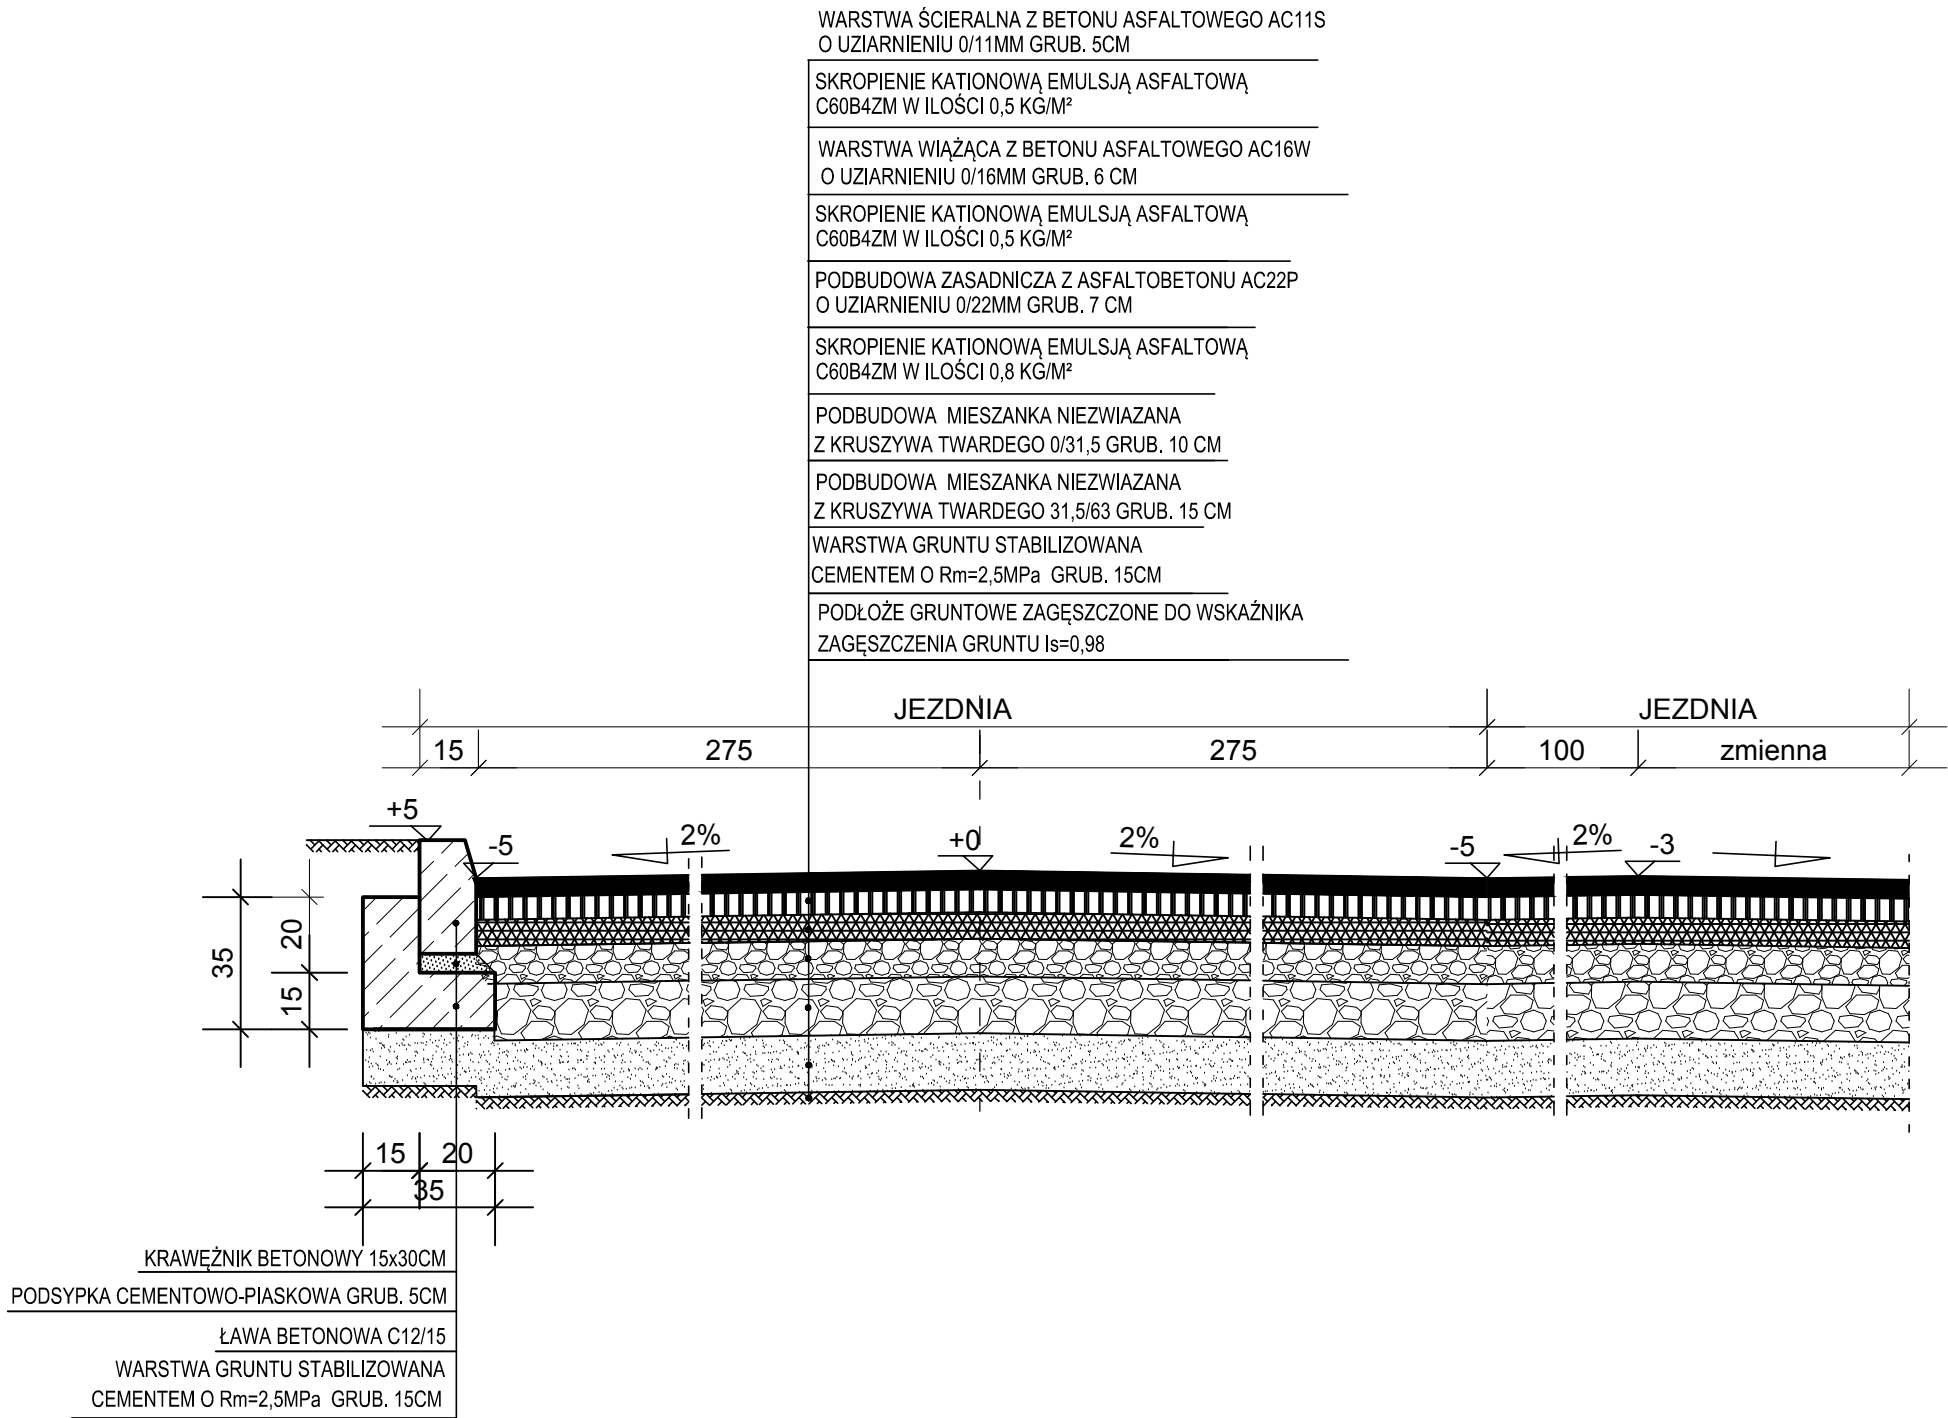 WARSTWA ŚCIERALNA Z BETONU ASFALTOWEGO AC11S
O UZIARNIENIU 0/11MM GRUB. 5CM
SKROPIENIE KATIONOWĄ EMULSJĄ ASFALTOWĄ
C60B4ZM W ILOŚCI 0,5 KG/M²
WARSTWA WIĄŻĄCA Z BETONU ASFALTOWEGO AC16W
O UZIARNIENIU 0/16MM GRUB. 6 CM
SKROPIENIE KATIONOWĄ EMULSJĄ ASFALTOWĄ
C60B4ZM W ILOŚCI 0,5 KG/M²
PODBUDOWA ZASADNICZA Z ASFALTOBETONU AC22P
O UZIARNIENIU 0/22MM GRUB. 7 CM
SKROPIENIE KATIONOWĄ EMULSJĄ ASFALTOWĄ
C60B4ZM W ILOŚCI 0,8 KG/M²
PODBUDOWA MIESZANKA NIEZWIAZANA
Z KRUSZYWA TWARDEGO 0/31,5 GRUB. 10 CM
PODBUDOWA MIESZANKA NIEZWIAZANA
Z KRUSZYWA TWARDEGO 31,5/63 GRUB. 15 CM
WARSTWA GRUNTU STABILIZOWANA
CEMENTEM O Rm=2,5MPa GRUB. 15CM
PODŁOŻE GRUNTOWE ZAGĘSZCZONE DO WSKAŹNIKA
ZAGĘSZCZENIA GRUNTU Is=0,98
JEZDNIA JEZDNIA
15 275 275 100 zmienna
+5 -5 2% +0 2% -5 2% -3
35 20 15
15 20
35
KRAWĘŻNIK BETONOWY 15x30CM
PODSYPKA CEMENTOWO-PIASKOWA GRUB. 5CM
ŁAWA BETONOWA C12/15
WARSTWA GRUNTU STABILIZOWANA
CEMENTEM O Rm=2,5MPa GRUB. 15CM